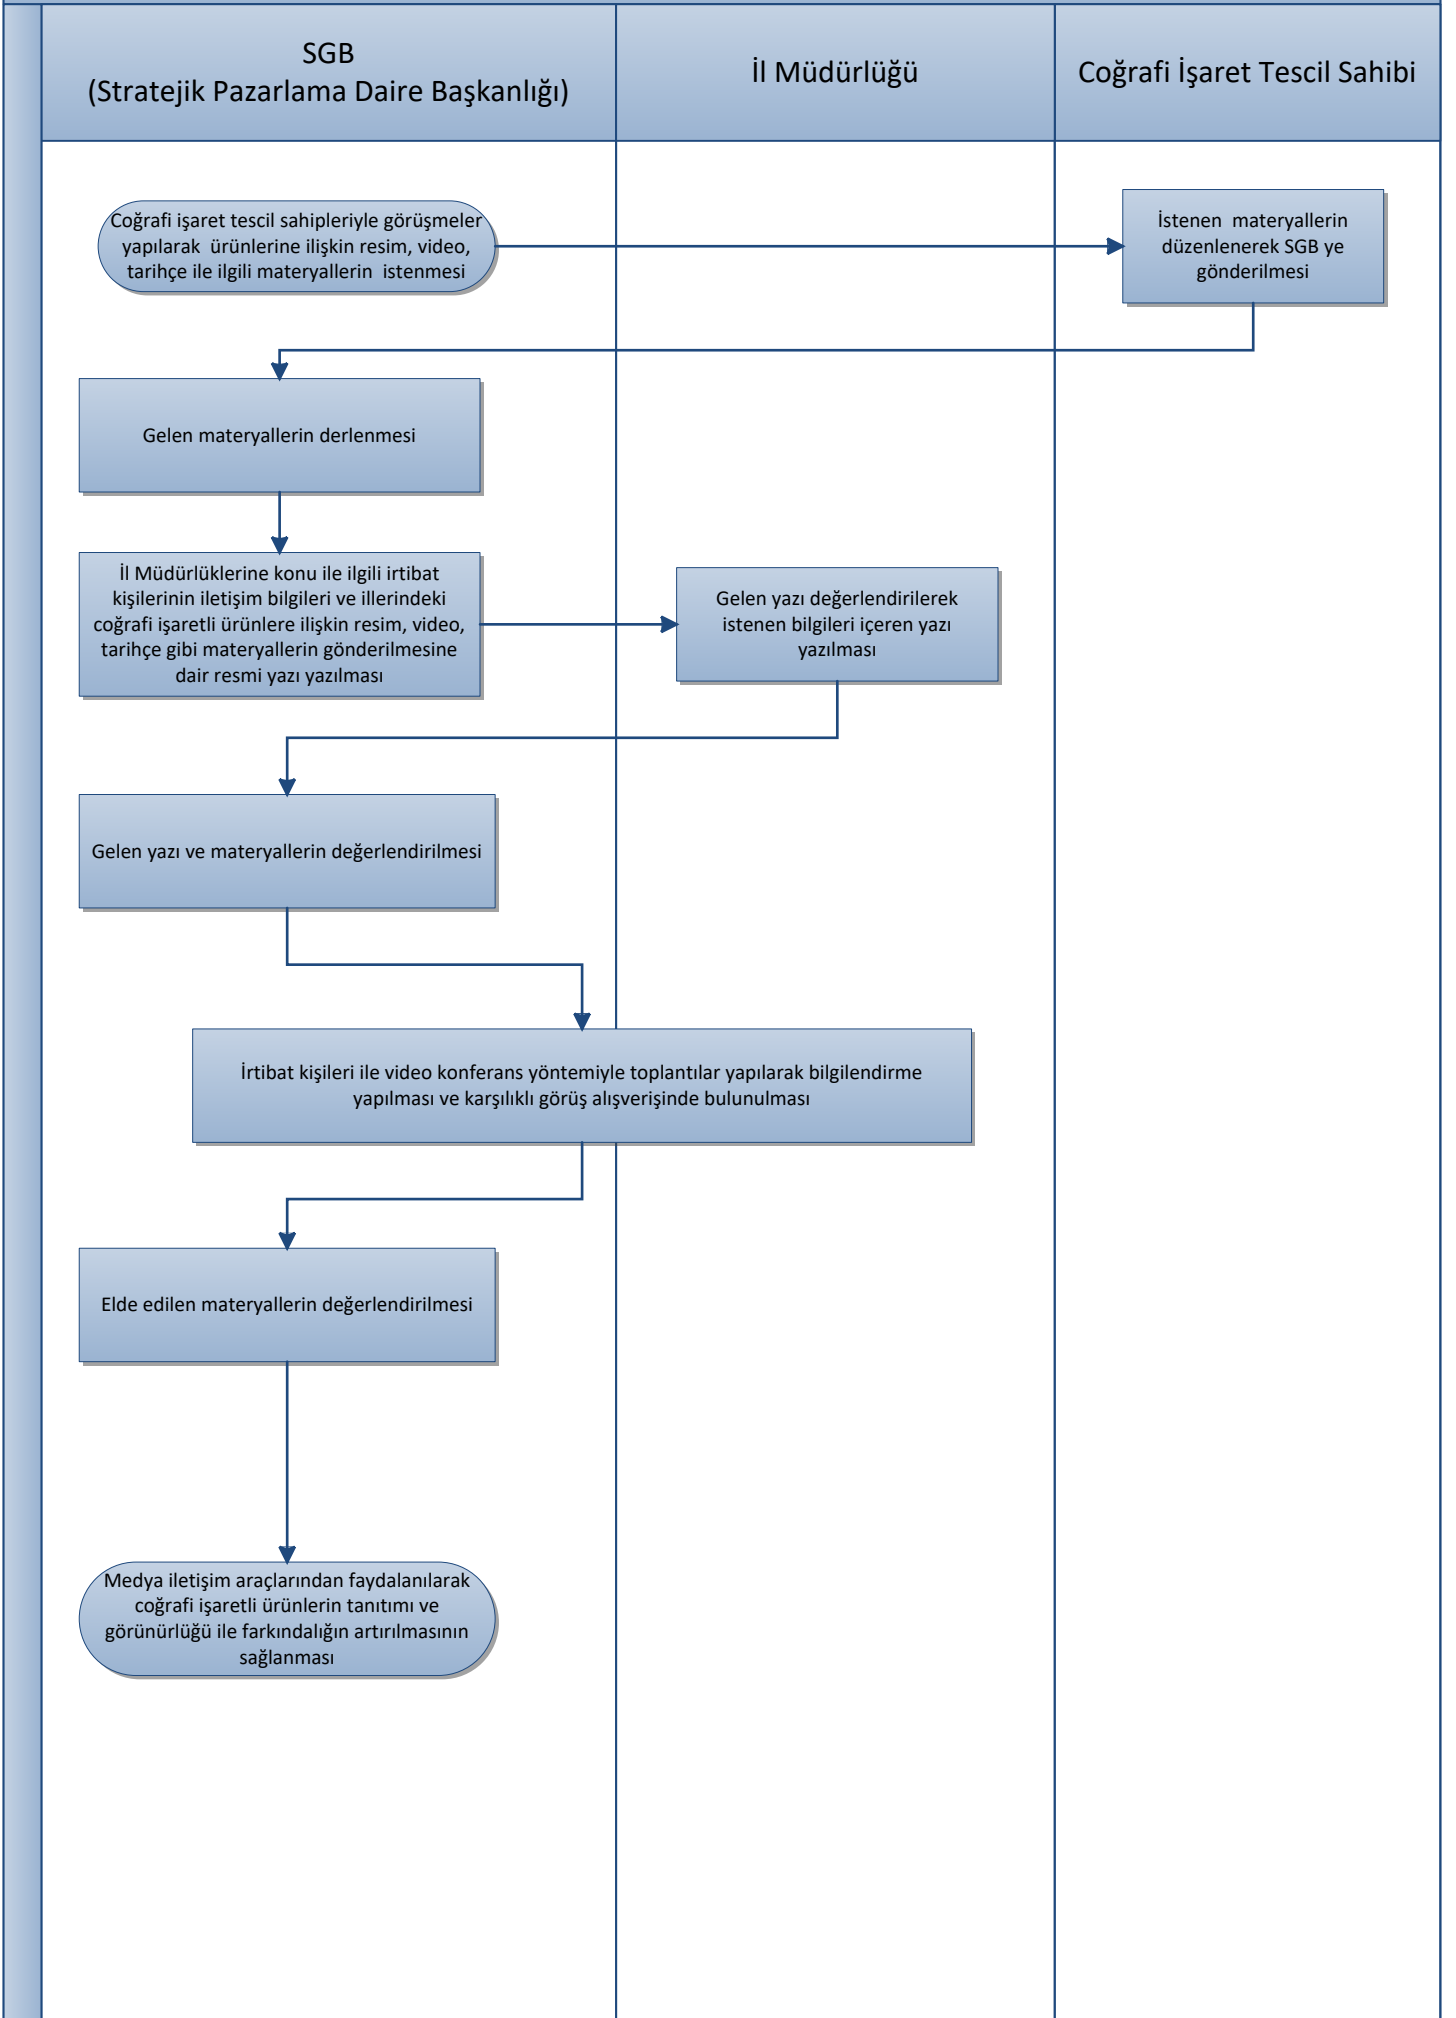 SGB
(Stratejik Pazarlama Daire Başkanlığı)
İl Müdürlüğü
Coğrafi İşaret Tescil Sahibi
Coğrafi işaret tescil sahipleriyle görüşmeler
yapılarak ürünlerine ilişkin resim, video,
tarihçe ile ilgili materyallerin istenmesi
İstenen materyallerin
düzenlenerek SGB ye
gönderilmesi
Gelen materyallerin derlenmesi
İl Müdürlüklerine konu ile ilgili irtibat
kişilerinin iletişim bilgileri ve illerindeki
coğrafi işaretli ürünlere ilişkin resim, video,
tarihçe gibi materyallerin gönderilmesine
dair resmi yazı yazılması
Gelen yazı değerlendirilerek
istenen bilgileri içeren yazı
yazılması
Gelen yazı ve materyallerin değerlendirilmesi
İrtibat kişileri ile video konferans yöntemiyle toplantılar yapılarak bilgilendirme
yapılması ve karşılıklı görüş alışverişinde bulunulması
Elde edilen materyallerin değerlendirilmesi
Medya iletişim araçlarından faydalanılarak
coğrafi işaretli ürünlerin tanıtımı ve
görünürlüğü ile farkındalığın artırılmasının
sağlanması